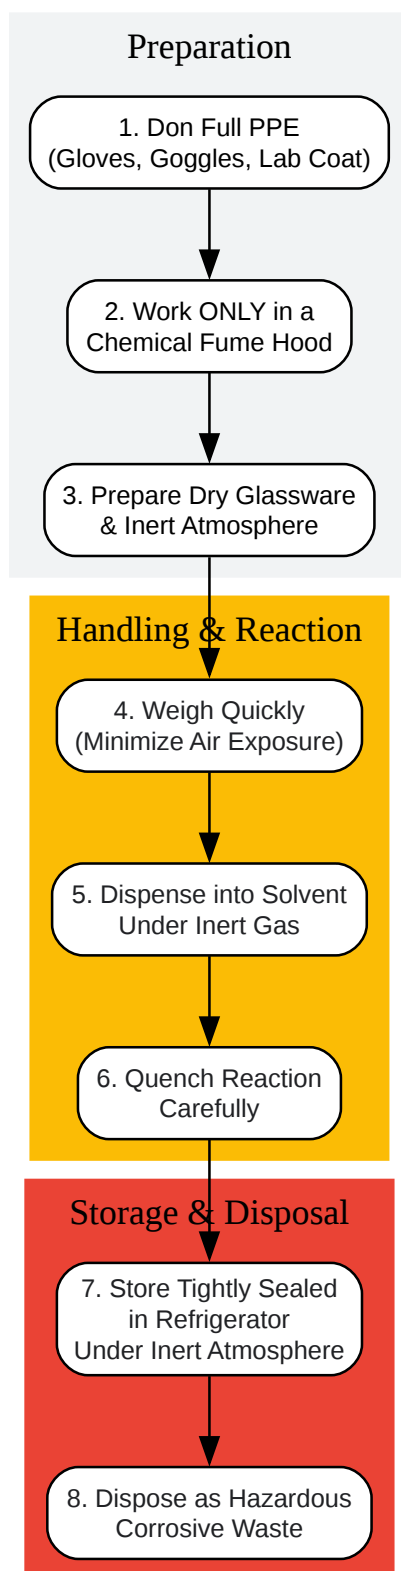 Preparation
1. Don Full PPE
(Gloves, Goggles, Lab Coat)
2. Work ONLY in a
Chemical Fume Hood
3. Prepare Dry Glassware
& Inert Atmosphere
Handling & Reaction
4. Weigh Quickly
(Minimize Air Exposure)
5. Dispense into Solvent
Under Inert Gas
6. Quench Reaction
Carefully
Storage & Disposal
7. Store Tightly Sealed
in Refrigerator
Under Inert Atmosphere
8. Dispose as Hazardous
Corrosive Waste